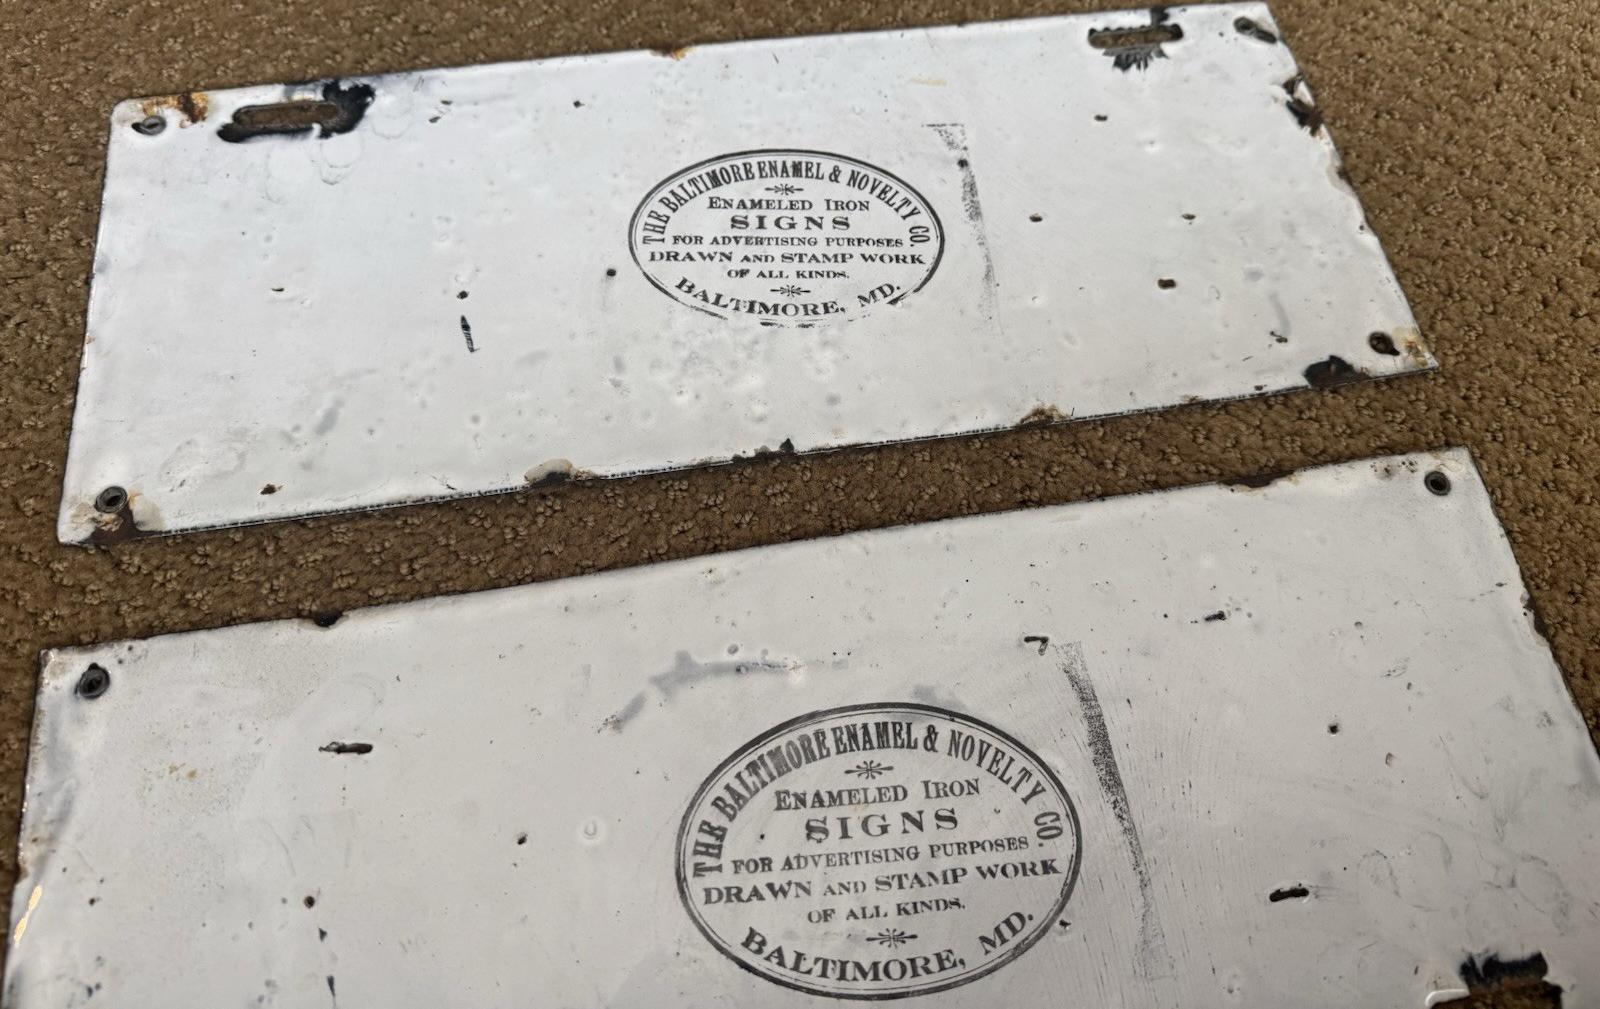 THE BALTIMORE ENAMEL & NOVELTY CO.
ENAMELED IRON
SIGNS
FOR ADVERTISING PURPOSES
DRAWN AND STAMP WORK
OF ALL KINDS.
BALTIMORE, MD.
THE BALTIMORE ENAMEL & NOVELTY CO.
ENAMELED IRON
SIGNS
FOR ADVERTISING PURPOSES
DRAWN AND STAMP WORK
OF ALL KINDS.
BALTIMORE, MD.